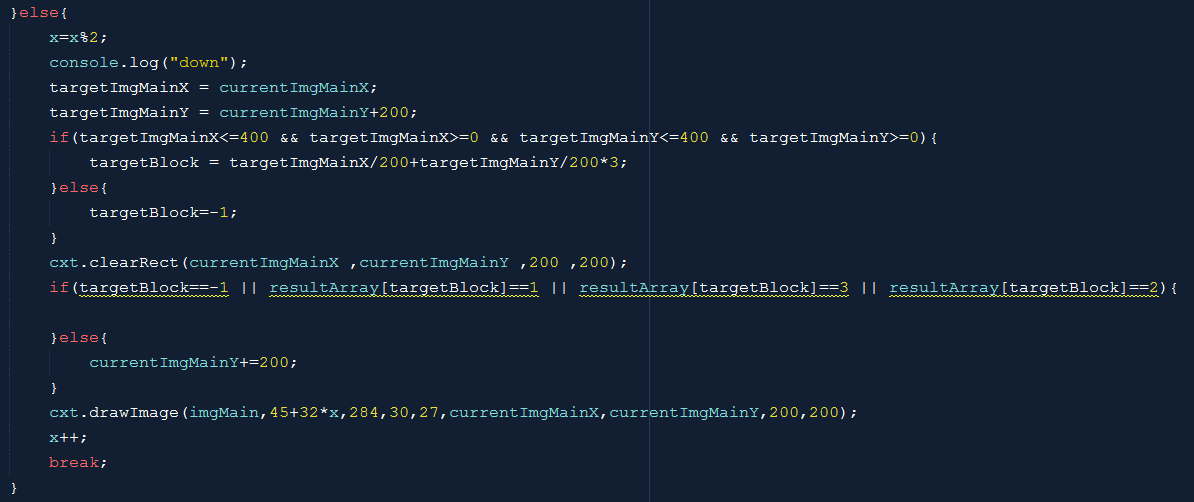 }else{
    x=x%2;
    console.log("down");
    targetImgMainX = currentImgMainX;
    targetImgMainY = currentImgMainY+200;
    if(targetImgMainX<=400 && targetImgMainX>=0 && targetImgMainY<=400 && targetImgMainY>=0){
        targetBlock = targetImgMainX/200+targetImgMainY/200*3;
    }else{
        targetBlock=-1;
    }
    cxt.clearRect(currentImgMainX ,currentImgMainY ,200 ,200);
    if(targetBlock==-1 || resultArray[targetBlock]==1 || resultArray[targetBlock]==3 || resultArray[targetBlock]==2){
    }else{
        currentImgMainY+=200;
    }
    cxt.drawImage(imgMain,45+32*x,284,30,27,currentImgMainX,currentImgMainY,200,200);
    x++;
    break;
}